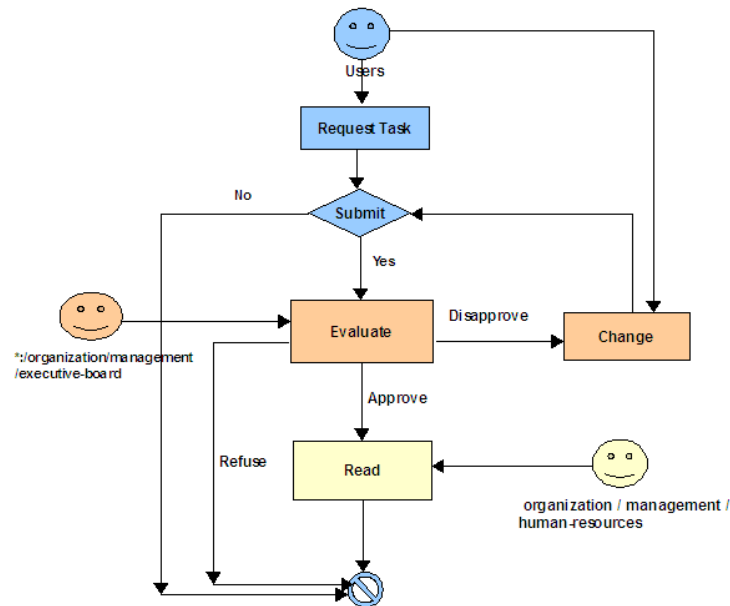 Users
Request Task
No
Submit
Yes
Disapprove
Evaluate
Change
*:/organization/management
/executive-board
Approve
Refuse
Read
organization / management /
human-resources